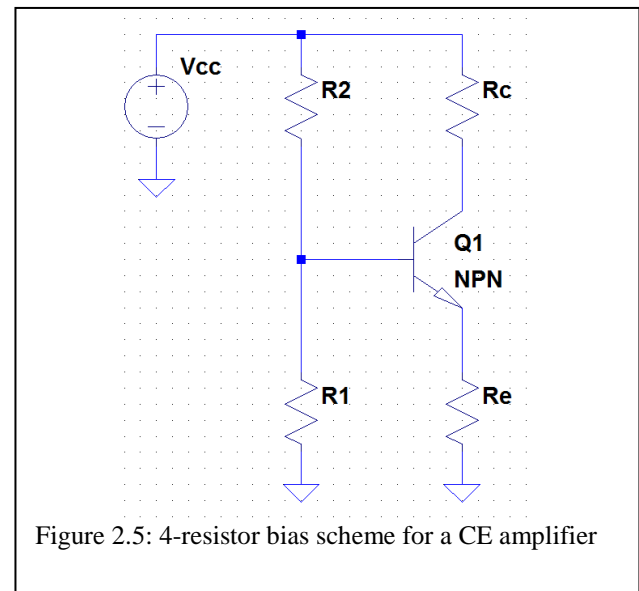 Vcc
R2
Rc
Q1
NPN
R1
Re
Figure 2.5: 4-resistor bias scheme for a CE amplifier